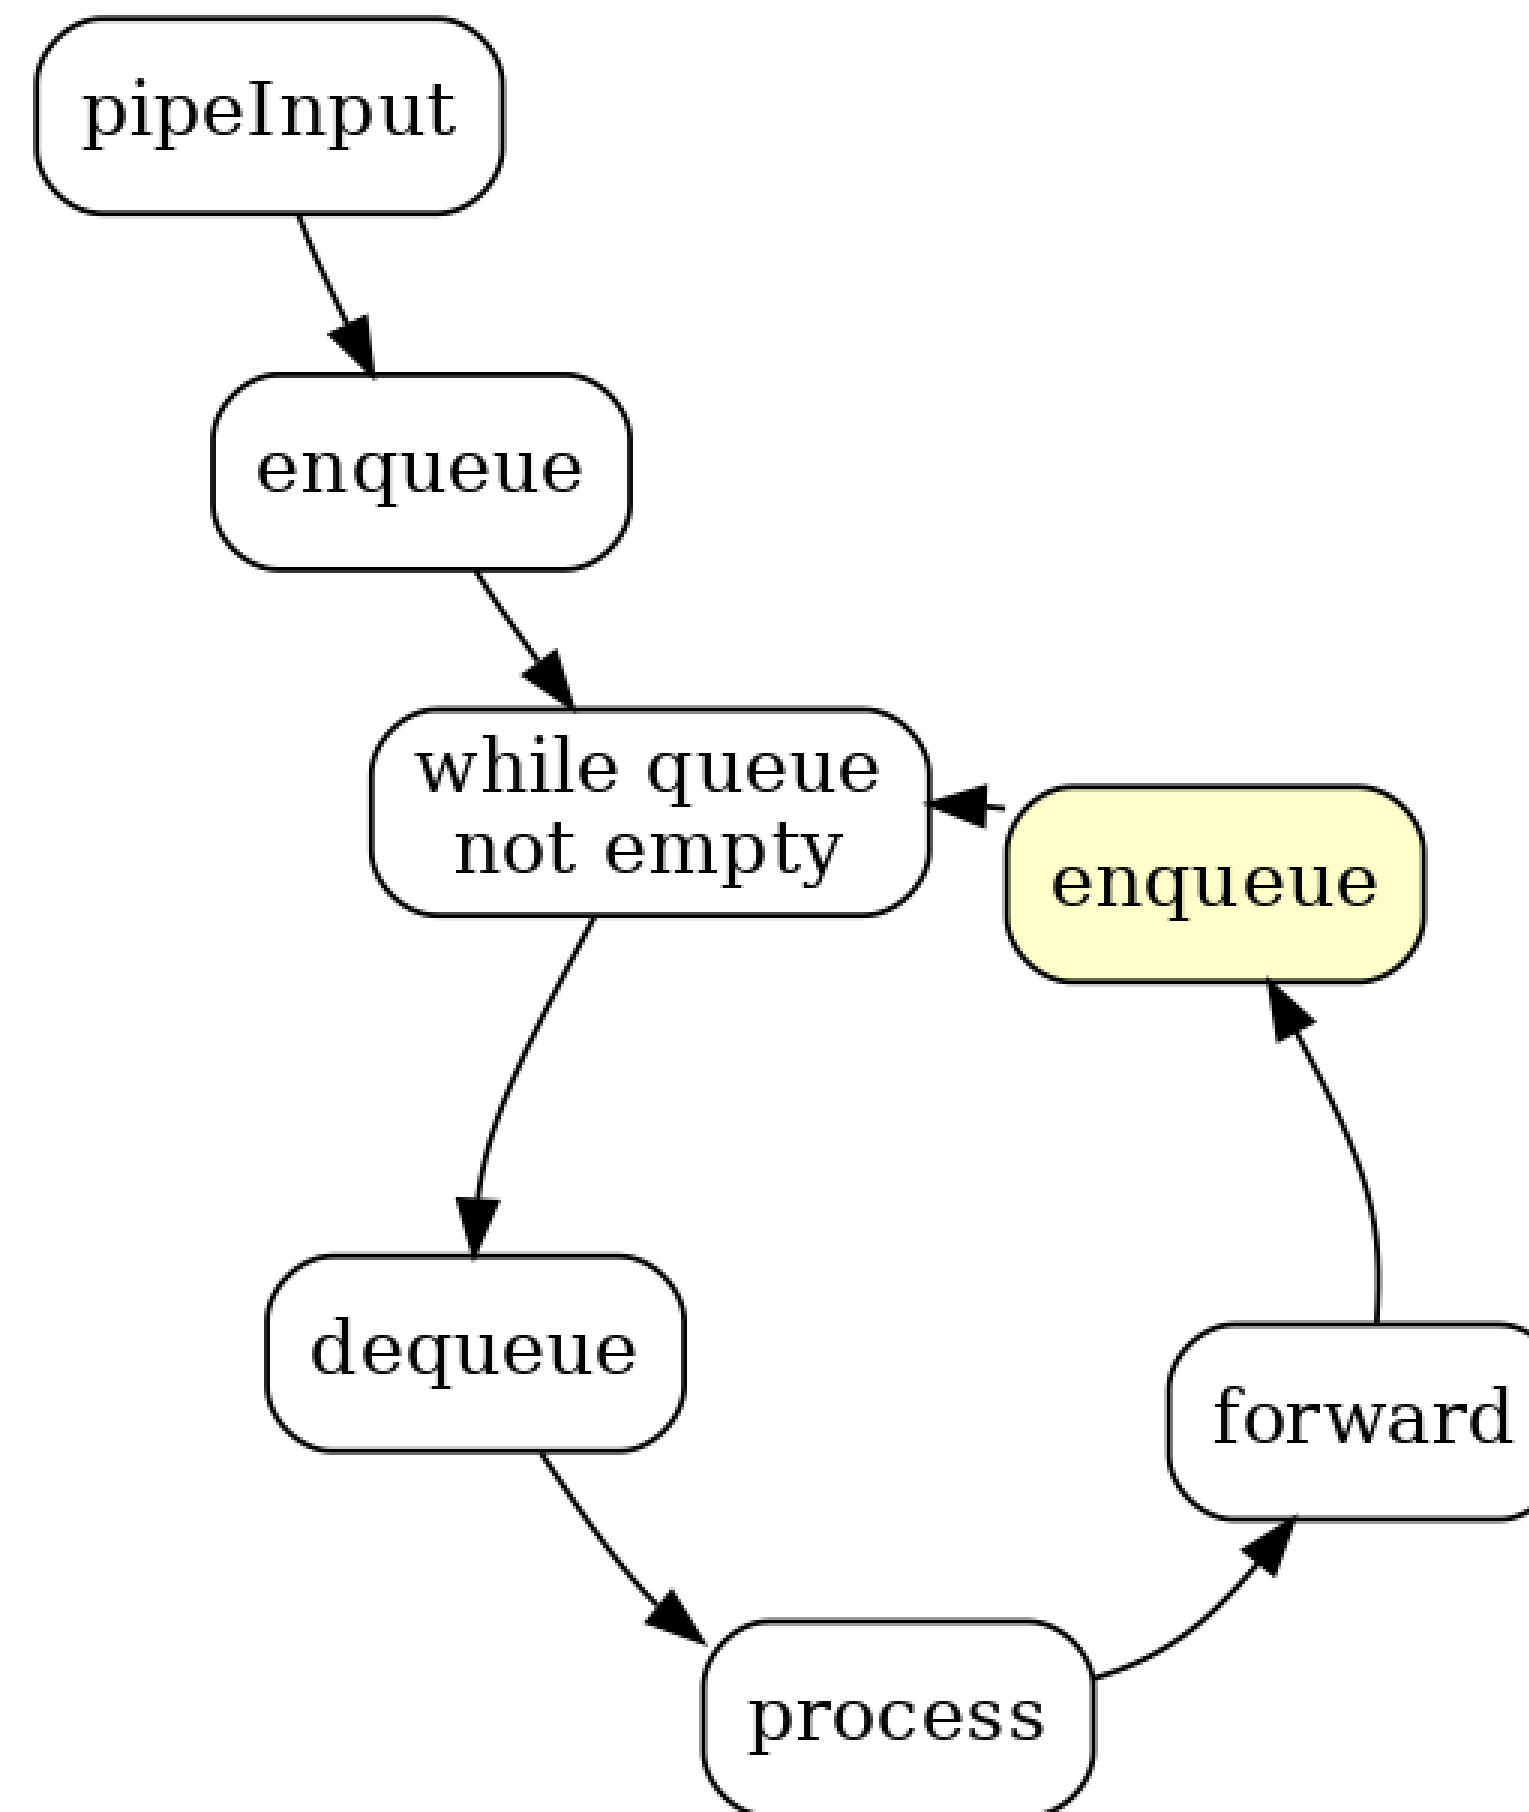 pipeInput
enqueue
while queue
not empty
enqueue
dequeue
forward
process